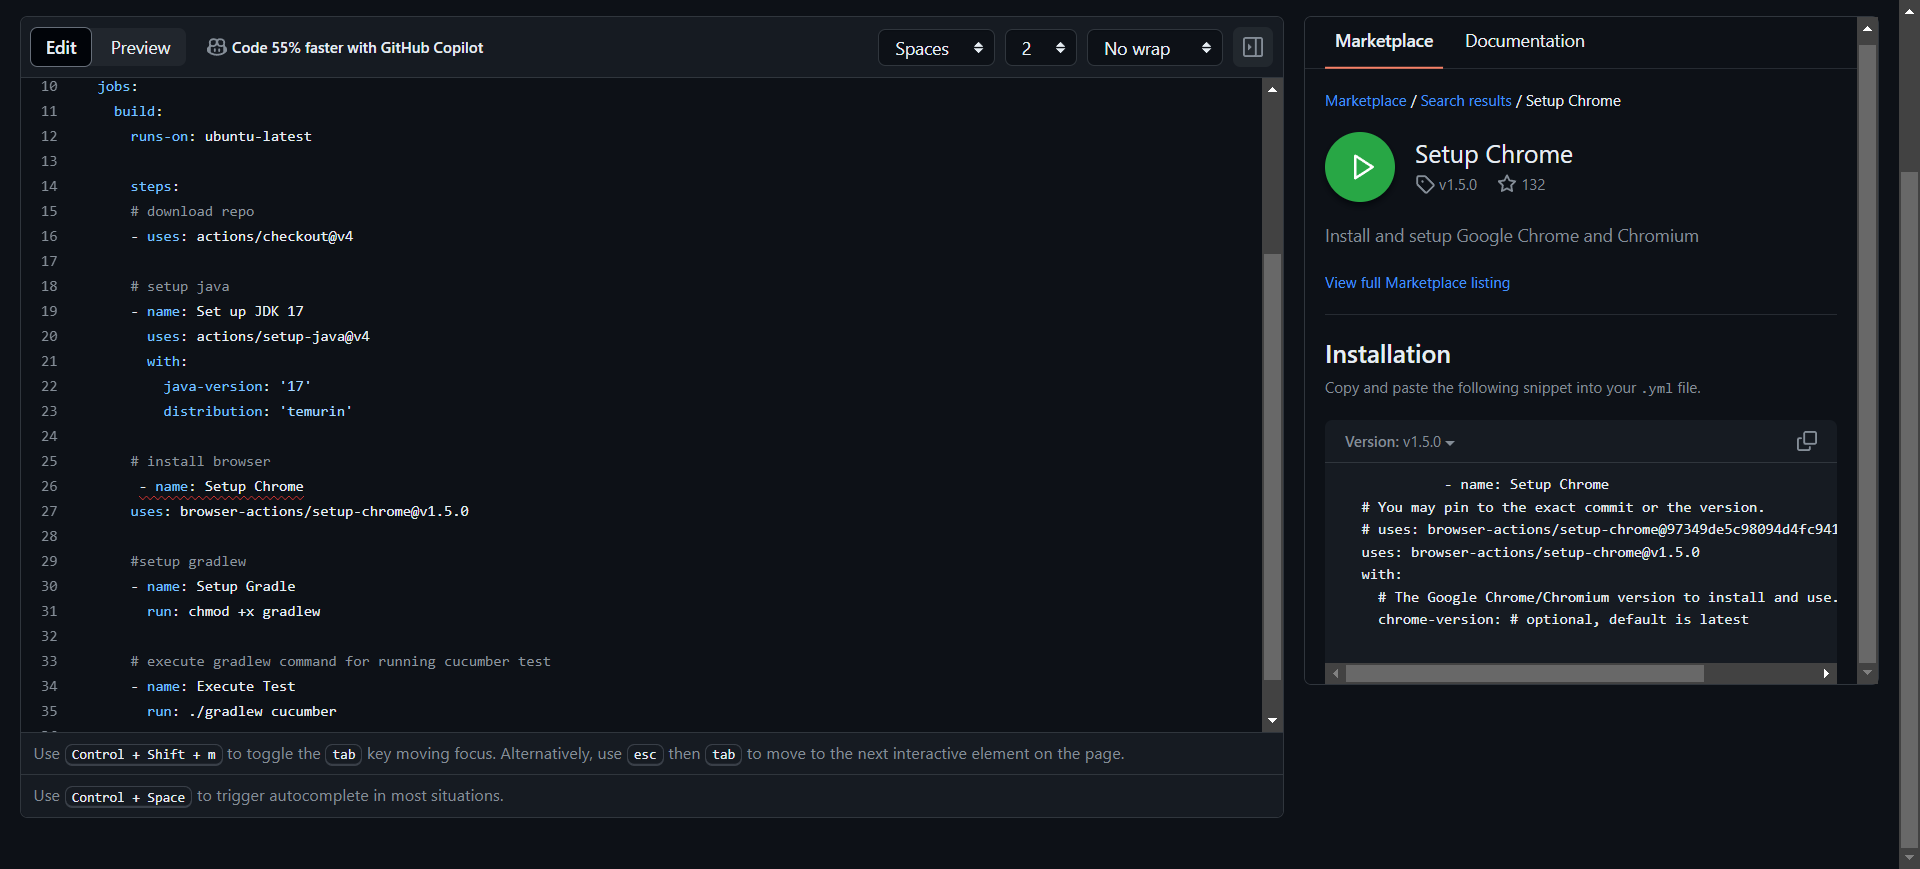 Edit
Preview
Code 55% faster with GitHub Copilot
Spaces
2
No wrap
10 jobs:
11 build:
12 runs-on: ubuntu-latest
13
14 steps:
15 # download repo
16 - uses: actions/checkout@v4
17
18 # setup java
19 - name: Set up JDK 17
20 uses: actions/setup-java@v4
21 with:
22 java-version: '17'
23 distribution: 'temurin'
24
25 # install browser
26 - name: Setup Chrome
27 uses: browser-actions/setup-chrome@v1.5.0
28
29 #setup gradlew
30 - name: Setup Gradle
31 run: chmod +x gradlew
32
33 # execute gradlew command for running cucumber test
34 - name: Execute Test
35 run: ./gradlew cucumber
Use Control + Shift + m to toggle the tab key moving focus. Alternatively, use esc then tab to move to the next interactive element on the page.
Use Control + Space to trigger autocomplete in most situations.
Marketplace
Documentation
Marketplace / Search results / Setup Chrome
Setup Chrome
v1.5.0 132
Install and setup Google Chrome and Chromium
View full Marketplace listing
Installation
Copy and paste the following snippet into your .yml file.
Version: v1.5.0
- name: Setup Chrome
# You may pin to the exact commit or the version.
# uses: browser-actions/setup-chrome@97349de5c98094d4fc941
uses: browser-actions/setup-chrome@v1.5.0
with:
# The Google Chrome/Chromium version to install and use.
chrome-version: # optional, default is latest